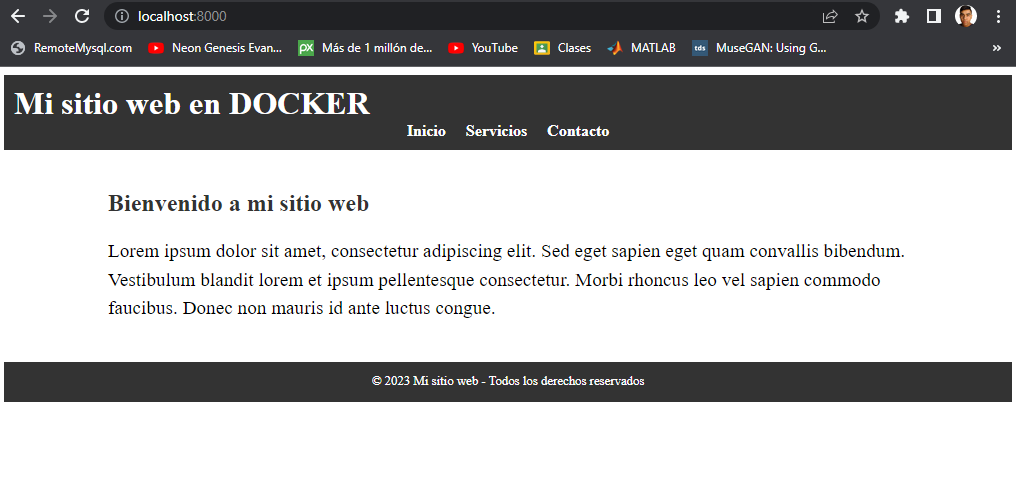 localhost:8000
RemoteMysql.com Neon Genesis Evan... px Más de 1 millón de... YouTube Clases MATLAB tds MuseGAN: Using G... »
Mi sitio web en DOCKER
Inicio Servicios Contacto
Bienvenido a mi sitio web
Lorem ipsum dolor sit amet, consectetur adipiscing elit. Sed eget sapien eget quam convallis bibendum.
Vestibulum blandit lorem et ipsum pellentesque consectetur. Morbi rhoncus leo vel sapien commodo
faucibus. Donec non mauris id ante luctus congue.
© 2023 Mi sitio web - Todos los derechos reservados